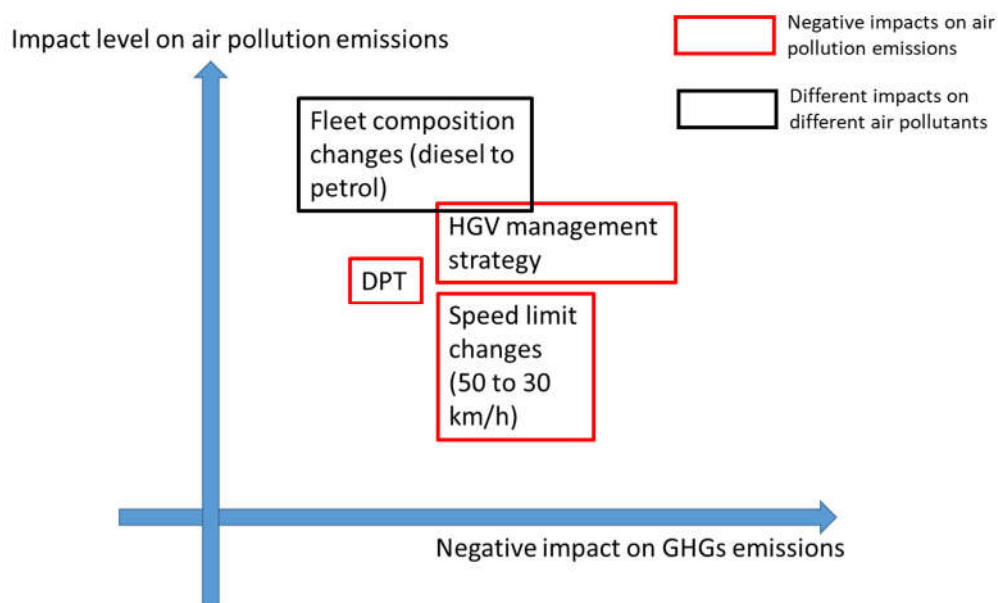 Impact level on air pollution emissions
Negative impacts on air
pollution emissions
Different impacts on
different air pollutants
Fleet composition
changes (diesel to
petrol)
HGV management
strategy
DPT
Speed limit
changes
(50 to 30
km/h)
Negative impact on GHGs emissions